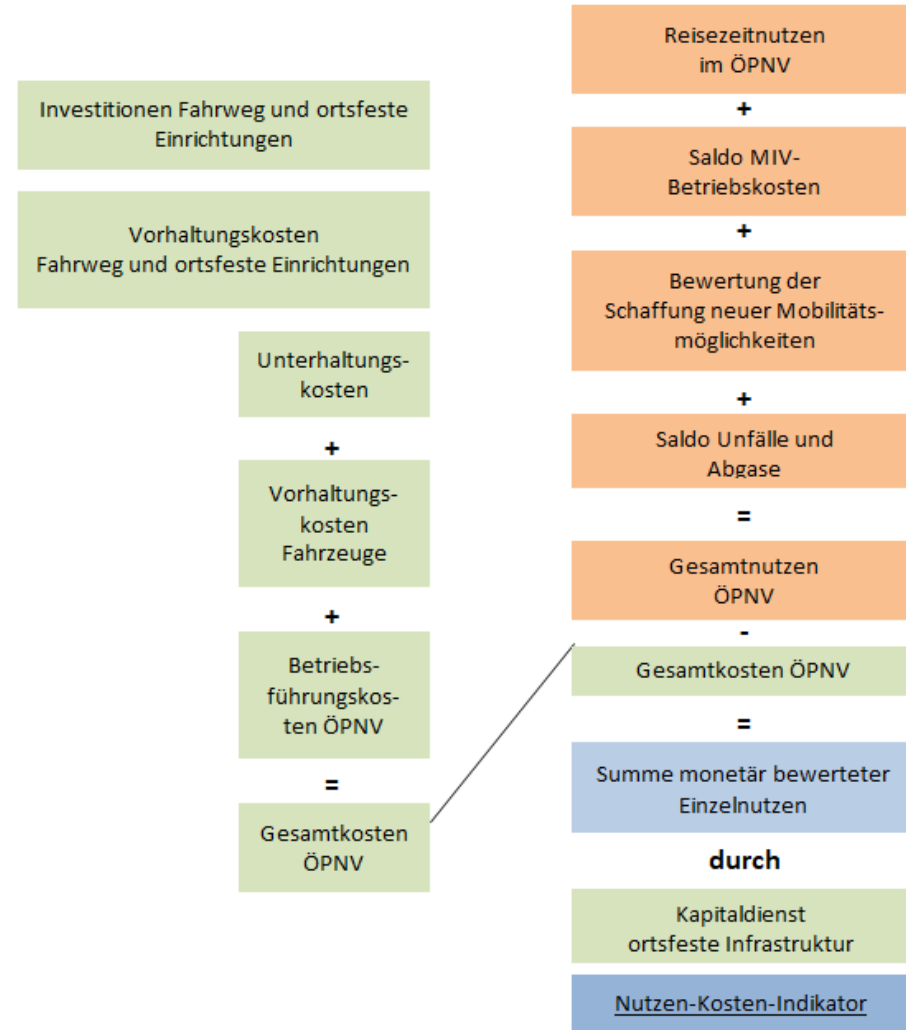 Investitionen Fahrweg und ortsfeste
Einrichtungen
Vorhaltungskosten
Fahrweg und ortsfeste Einrichtungen
Unterhaltungs-
kosten
+
Vorhaltungs-
kosten
Fahrzeuge
+
Betriebs-
führungskos-
ten ÖPNV
=
Gesamtkosten
ÖPNV
Reisezeitnutzen
im ÖPNV
+
Saldo MIV-
Betriebskosten
+
Bewertung der
Schaffung neuer Mobilitäts-
möglichkeiten
+
Saldo Unfälle und
Abgase
=
Gesamtnutzen
ÖPNV
-
Gesamtkosten ÖPNV
=
Summe monetär bewerteter
Einzelnutzen
durch
Kapitaldienst
ortsfeste Infrastruktur
Nutzen-Kosten-Indikator